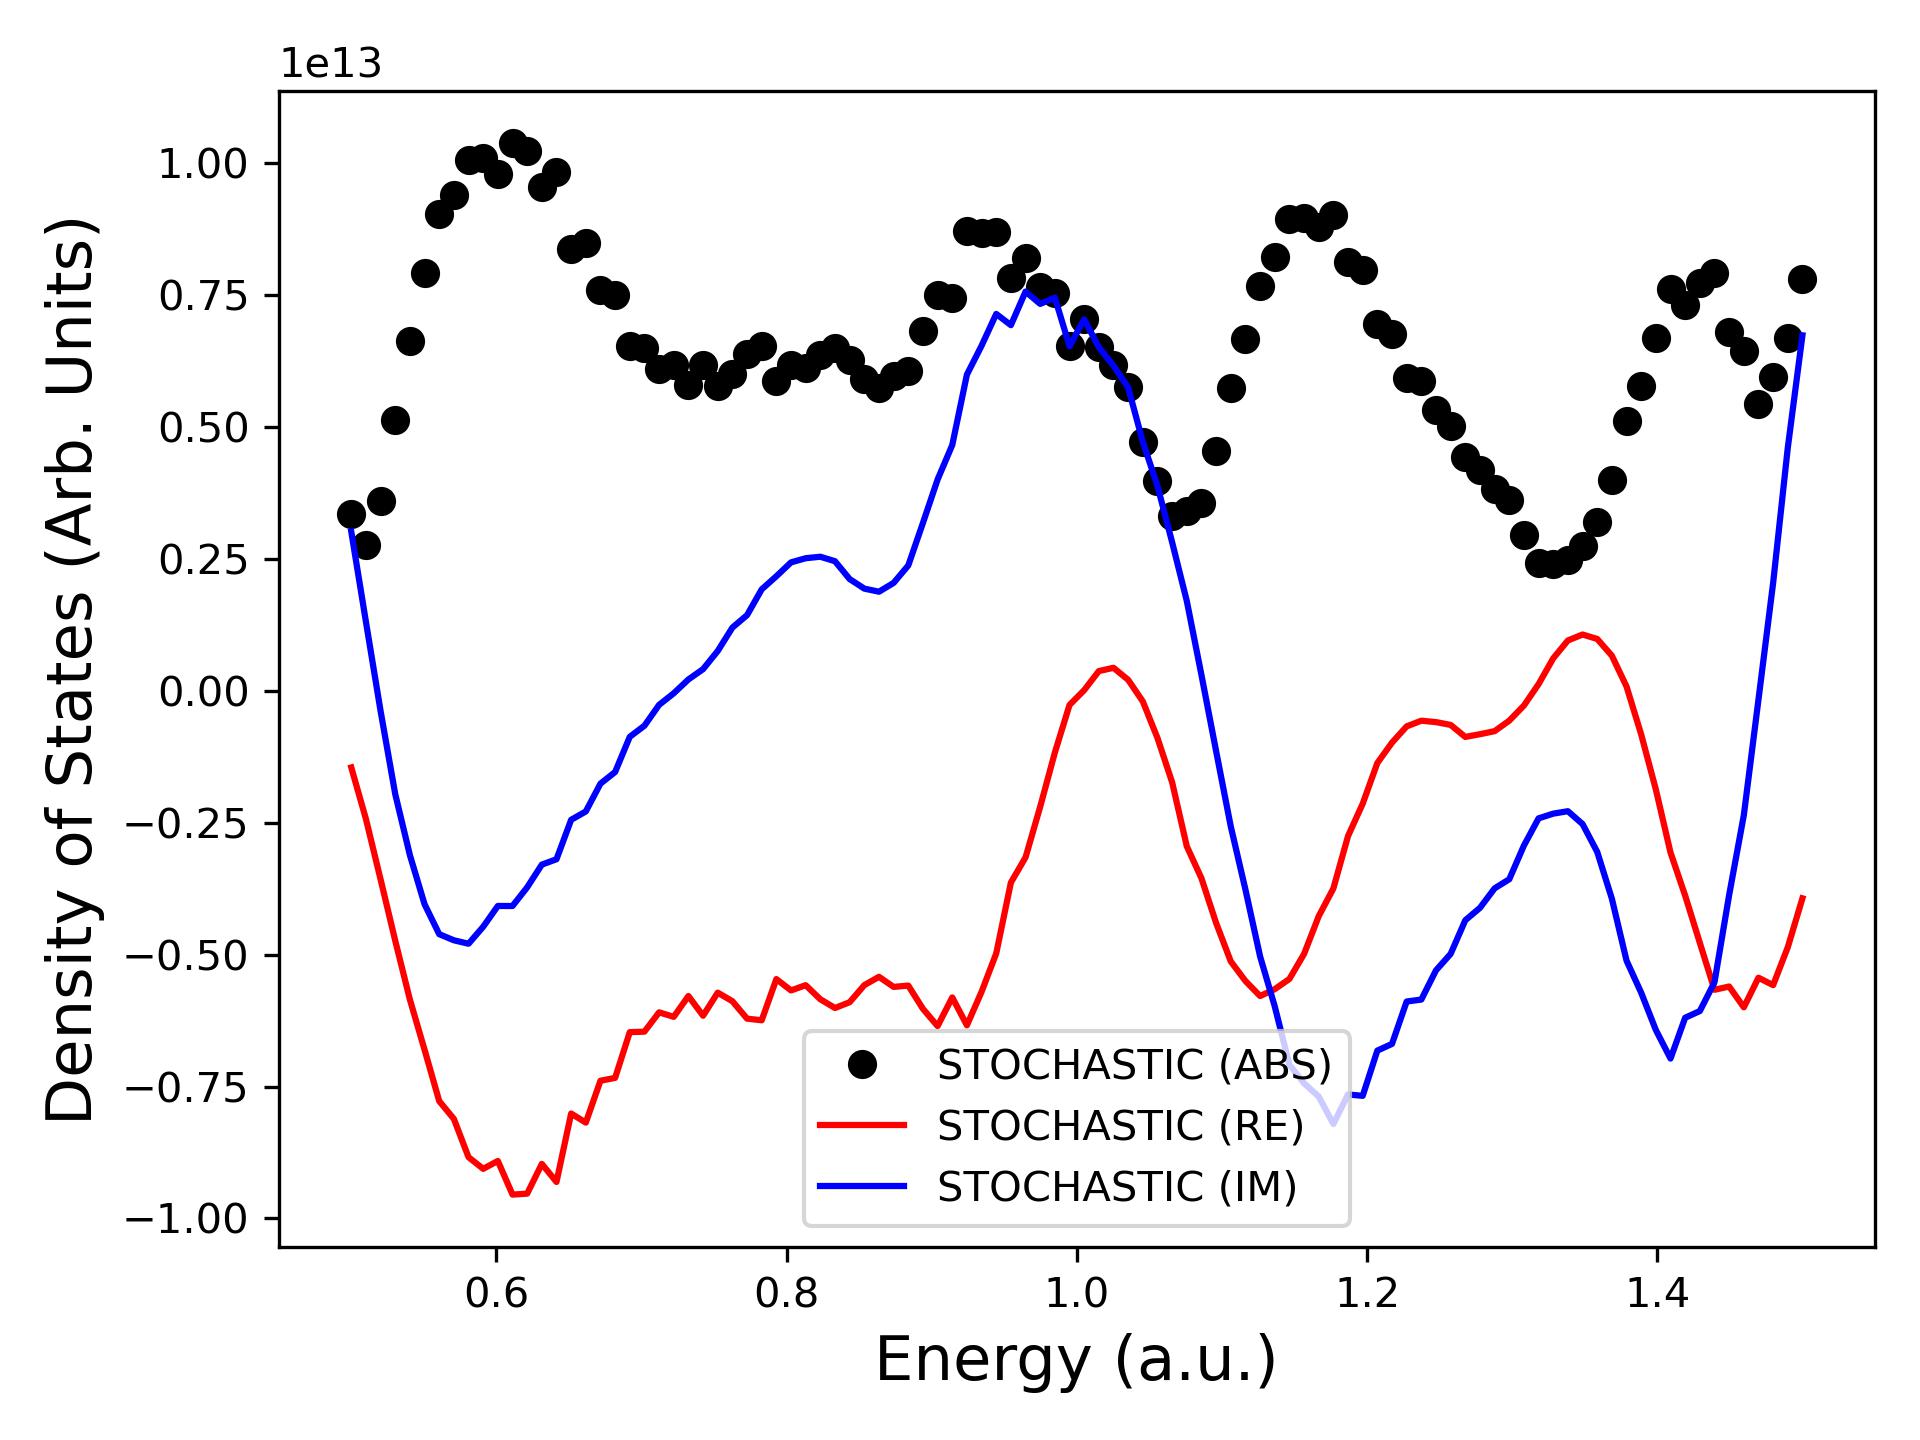 1e13
1.00
0.75
0.50
0.25
0.00
−0.25
−0.50
−0.75
−1.00
Density of States (Arb. Units)
STOCHASTIC (ABS)
STOCHASTIC (RE)
STOCHASTIC (IM)
0.6 0.8 1.0 1.2 1.4
Energy (a.u.)